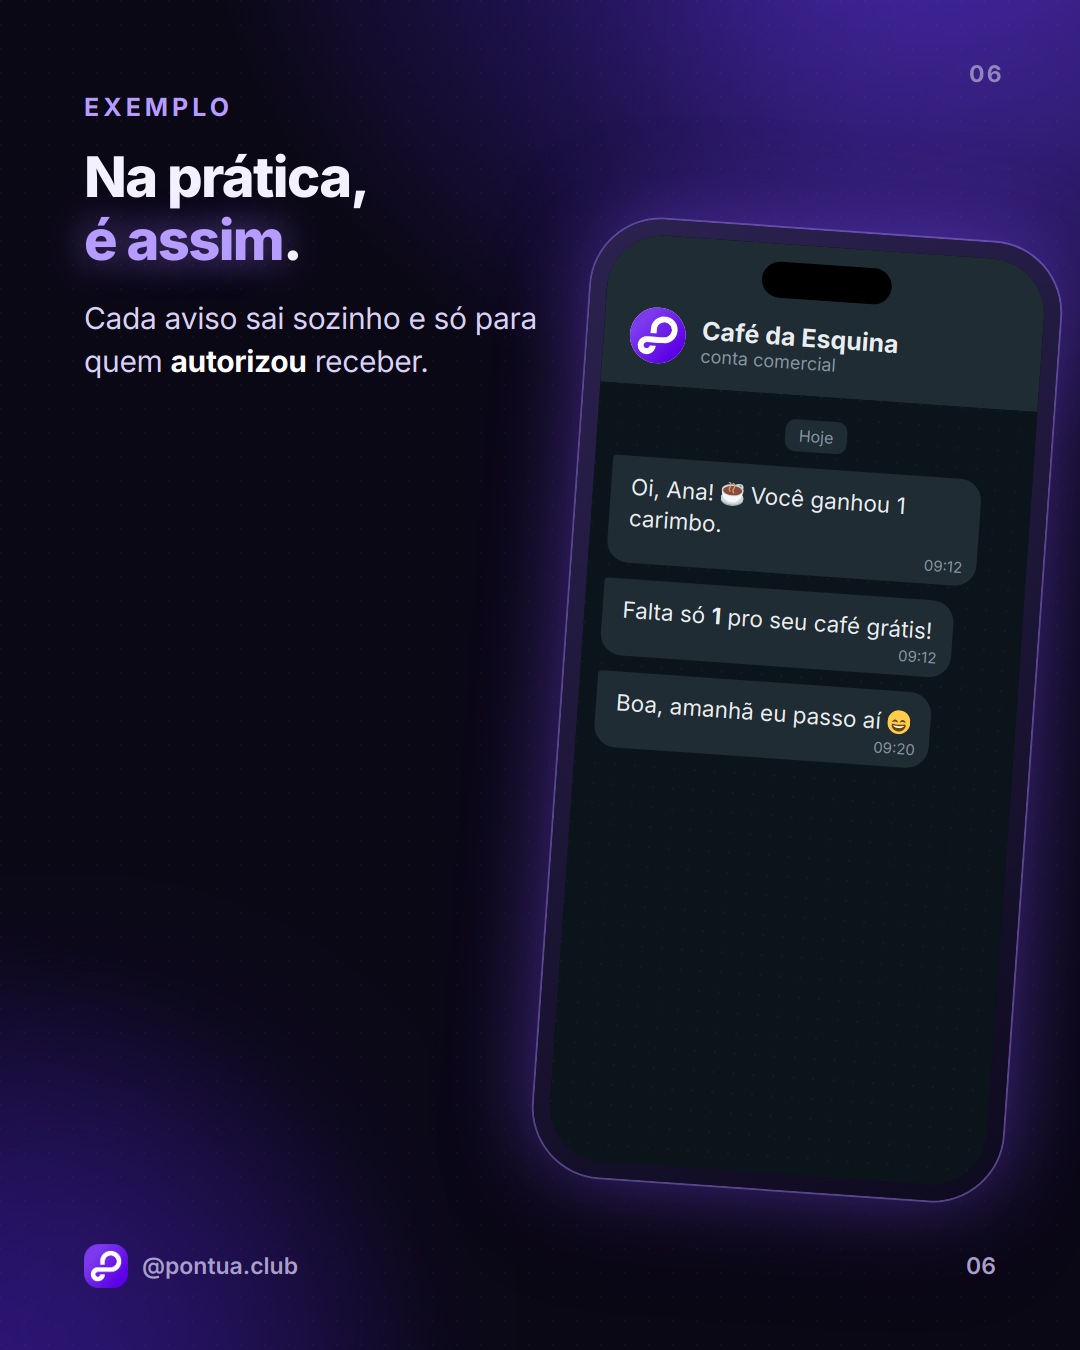 06
EXEMPLO
Na prática,
é assim.
Cada aviso sai sozinho e só para
quem autorizou receber.
Café da Esquina
conta comercial
Hoje
Oi, Ana! ☕ Você ganhou 1
carimbo.
09:12
Falta só 1 pro seu café grátis!
09:12
Boa, amanhã eu passo aí 😄
09:20
@pontua.club
06